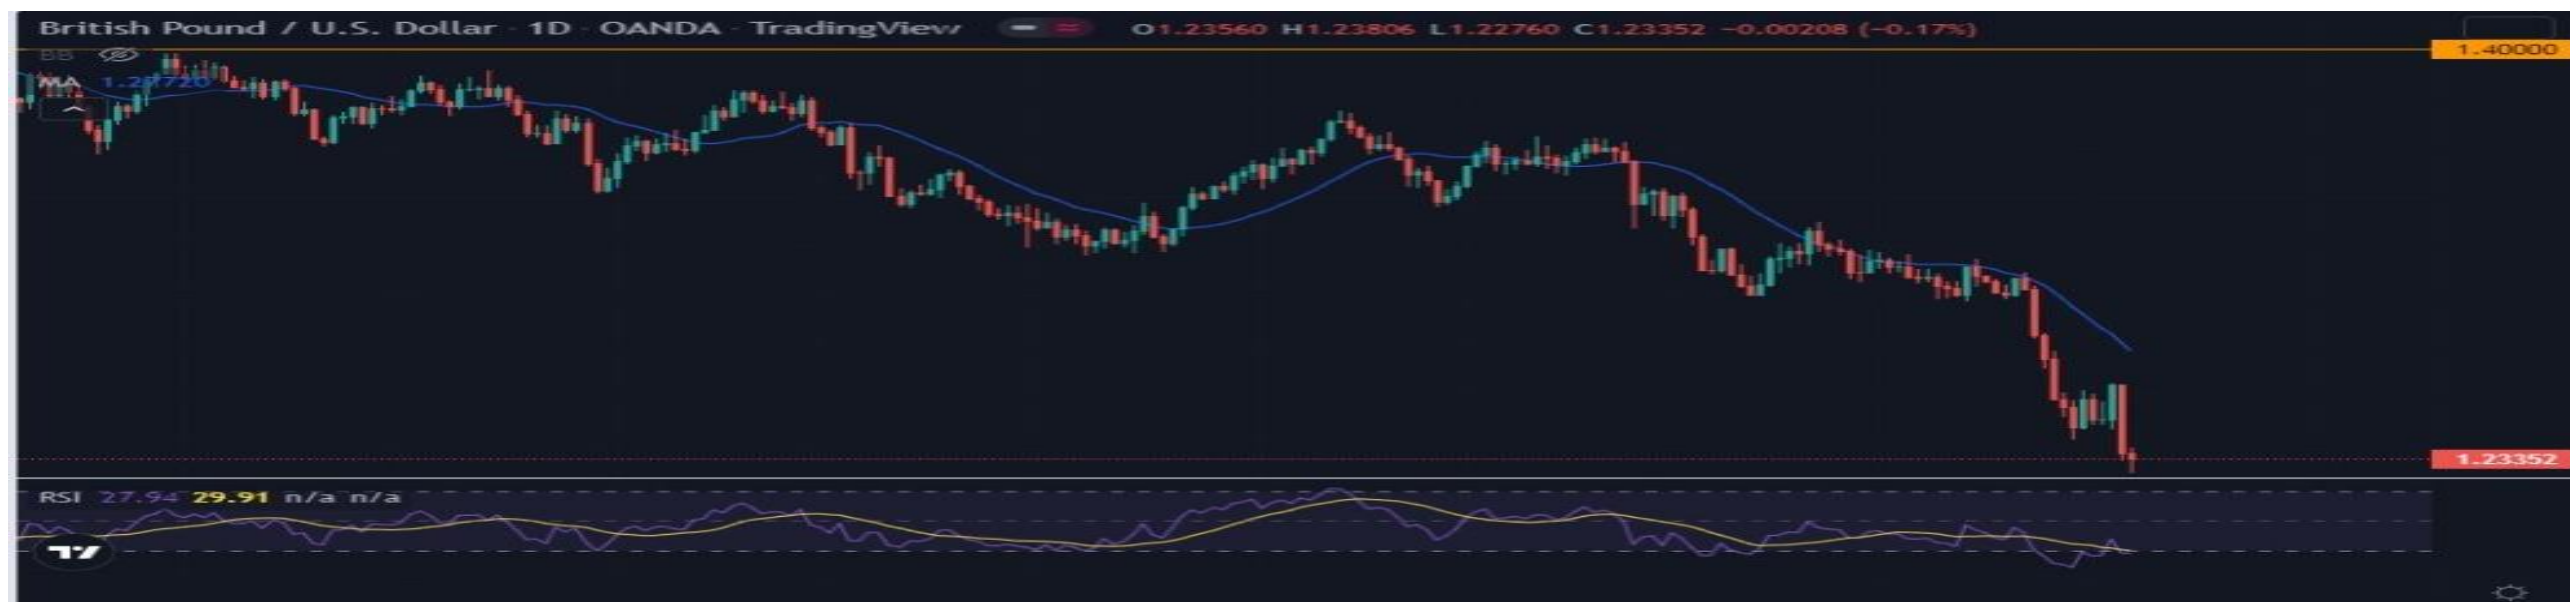 British Pound / U.S. Dollar · 1D · OANDA · TradingView O1.23560 H1.23806 L1.22760 C1.23352 −0.00208 (−0.17%)
1.40000
BB
MA
1.23352
RSI 27.94 29.91 n/a n/a